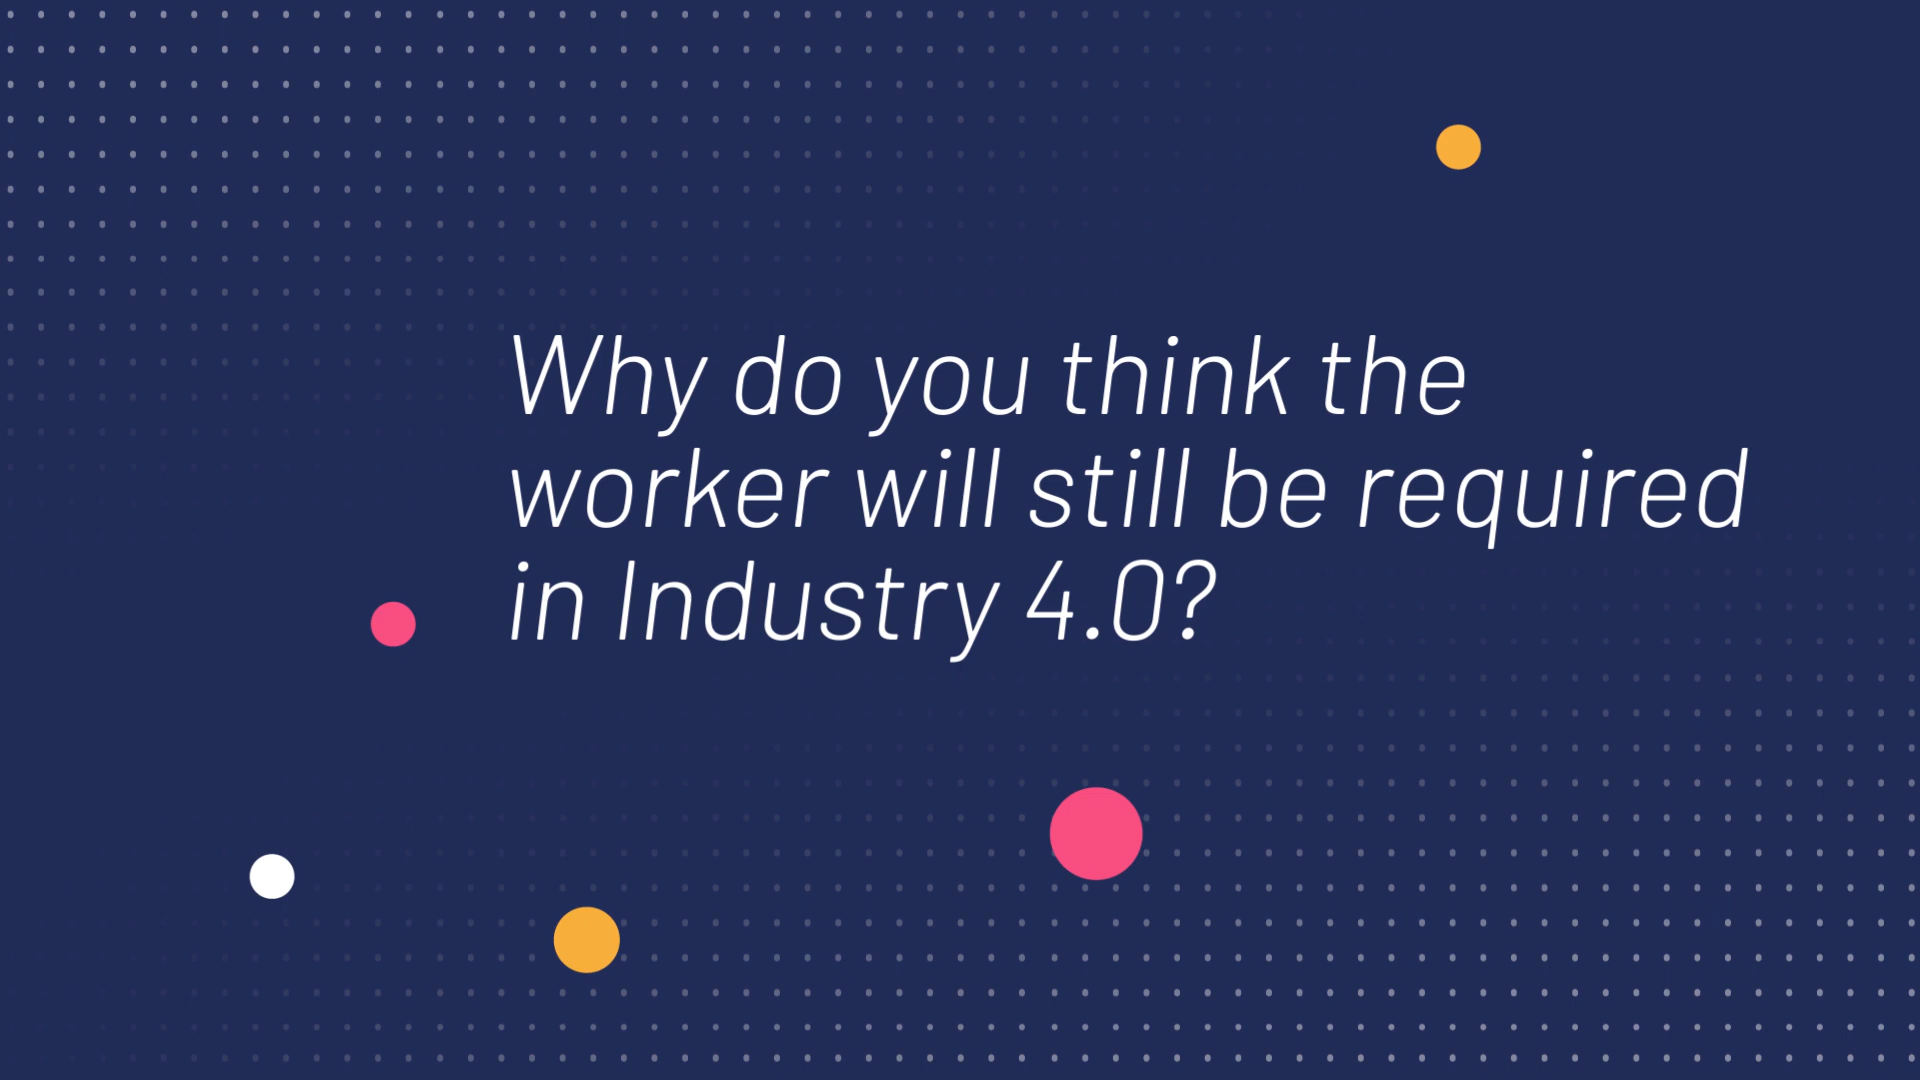 Why do you think the
worker will still be required
in Industry 4.0?